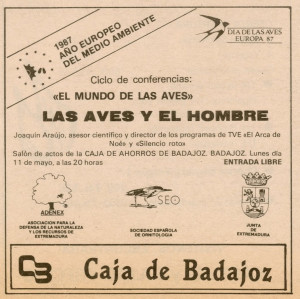 1987
AÑO EUROPEO
DEL MEDIO AMBIENTE
DIA DE LAS AVES
EUROPA 87
Ciclo de conferencias:
«EL MUNDO DE LAS AVES»
LAS AVES Y EL HOMBRE
Joaquín Araújo, asesor científico y director de los programas de TVE «El Arca de
Noé» y «Silencio roto»
Salón de actos de la CAJA DE AHORROS DE BADAJOZ. BADAJOZ. Lunes día
11 de mayo, a las 20 horas
ENTRADA LIBRE
ADENEX
ASOCIACION PARA LA
DEFENSA DE LA NATURALEZA
Y LOS RECURSOS DE
EXTREMADURA
SEO
SOCIEDAD ESPAÑOLA
DE ORNITOLOGIA
JUNTA
DE
EXTREMADURA
CB Caja de Badajoz